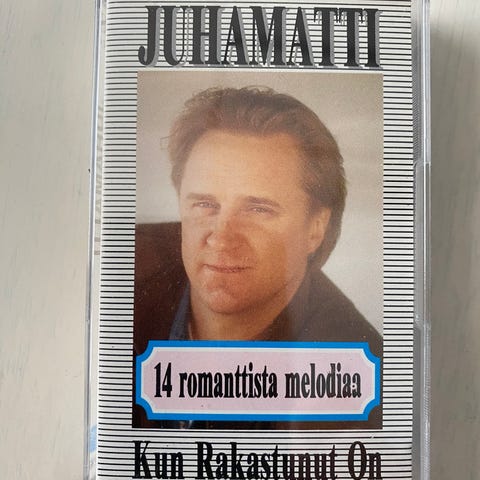 JUHAMATTI
14 romanttista melodiaa
Kun Rakastunut On